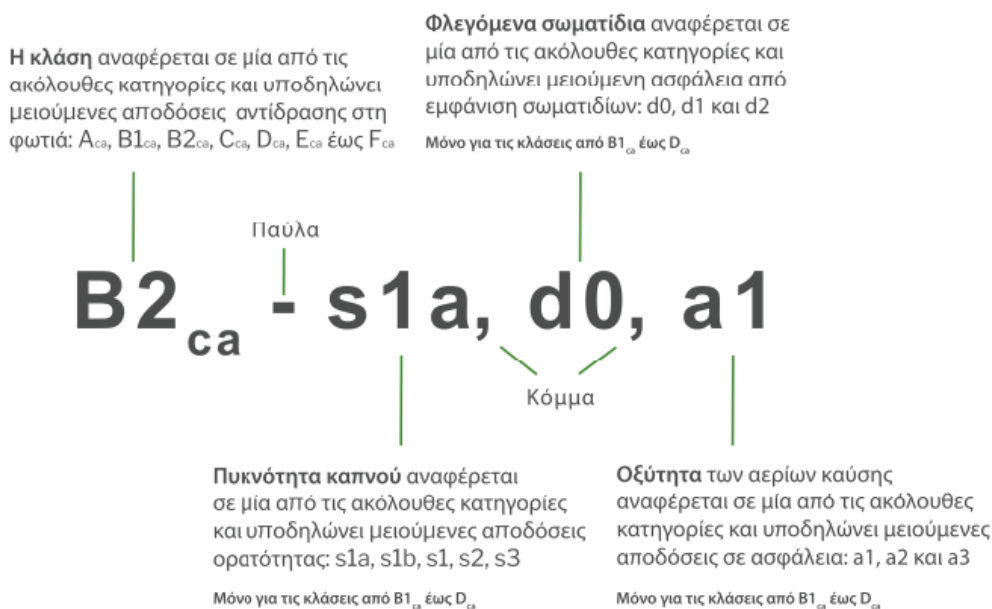 Η κλάση αναφέρεται σε μία από τις
ακόλουθες κατηγορίες και υποδηλώνει
μειούμενες αποδόσεις αντίδρασης στη
φωτιά: Aca, B1ca, B2ca, Cca, Dca, Eca έως Fca
Φλεγόμενα σωματίδια αναφέρεται σε
μία από τις ακόλουθες κατηγορίες και
υποδηλώνει μειούμενη ασφάλεια από
εμφάνιση σωματιδίων: d0, d1 και d2
Μόνο για τις κλάσεις από B1ca έως Dca
Παύλα
B2ca - s1a, d0, a1
Κόμμα
Πυκνότητα καπνού αναφέρεται
σε μία από τις ακόλουθες κατηγορίες
και υποδηλώνει μειούμενες αποδόσεις
ορατότητας: s1a, s1b, s1, s2, s3
Μόνο για τις κλάσεις από B1ca έως Dca
Οξύτητα των αερίων καύσης
αναφέρεται σε μία από τις ακόλουθες
κατηγορίες και υποδηλώνει μειούμενες
αποδόσεις σε ασφάλεια: a1, a2 και a3
Μόνο για τις κλάσεις από B1ca έως Dca